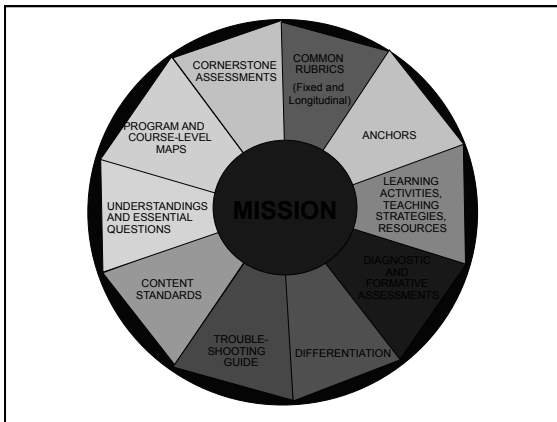 CORNERSTONE
ASSESSMENTS
COMMON
RUBRICS
(Fixed and
Longitudinal)
ANCHORS
LEARNING
ACTIVITIES,
TEACHING
STRATEGIES,
RESOURCES
DIAGNOSTIC
AND
FORMATIVE
ASSESSMENTS
DIFFERENTIATION
TROUBLE-
SHOOTING
GUIDE
CONTENT
STANDARDS
UNDERSTANDINGS
AND ESSENTIAL
QUESTIONS
PROGRAM AND
COURSE-LEVEL
MAPS
MISSION